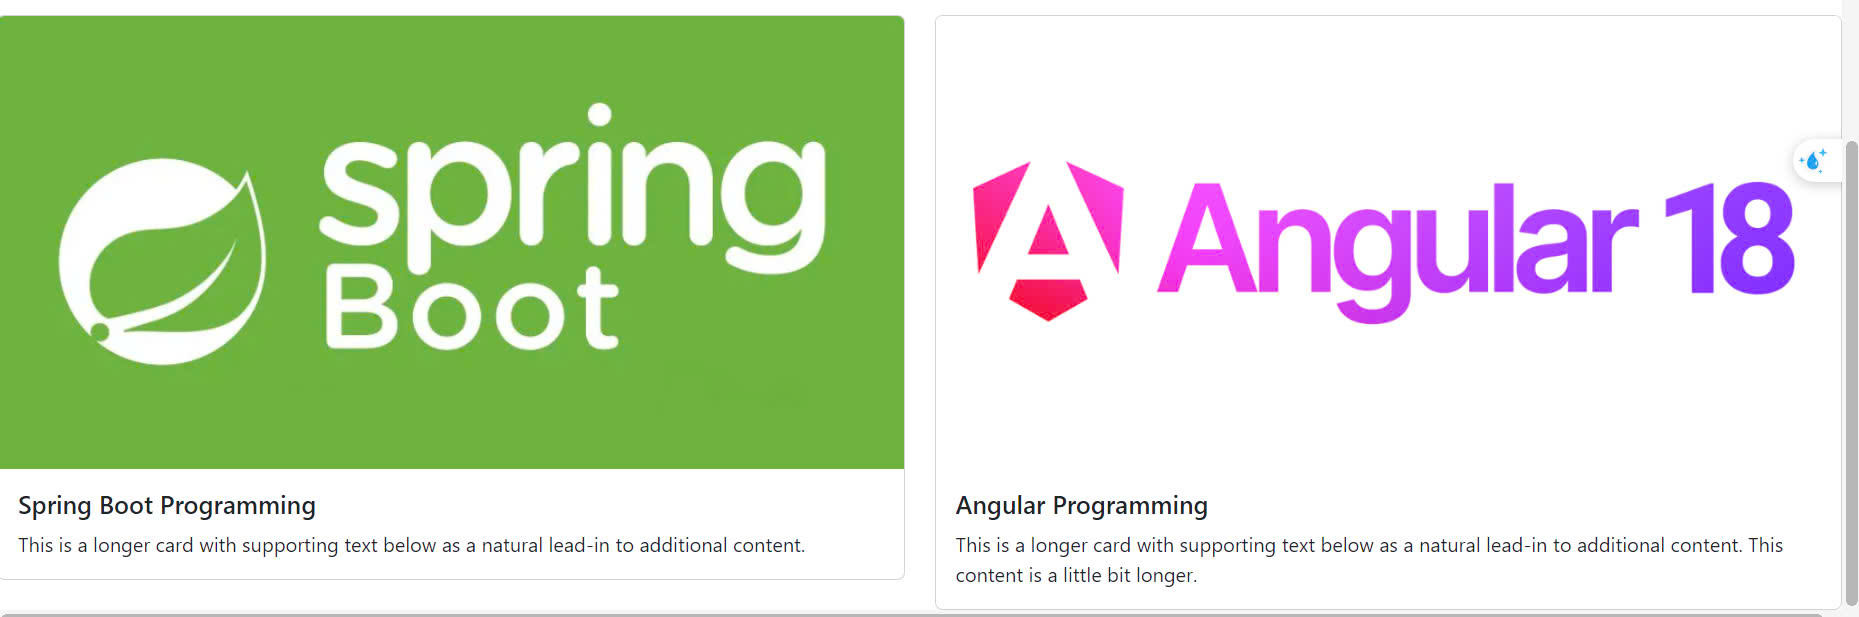 spring
Boot
Angular 18
Spring Boot Programming
This is a longer card with supporting text below as a natural lead-in to additional content.
Angular Programming
This is a longer card with supporting text below as a natural lead-in to additional content. This
content is a little bit longer.